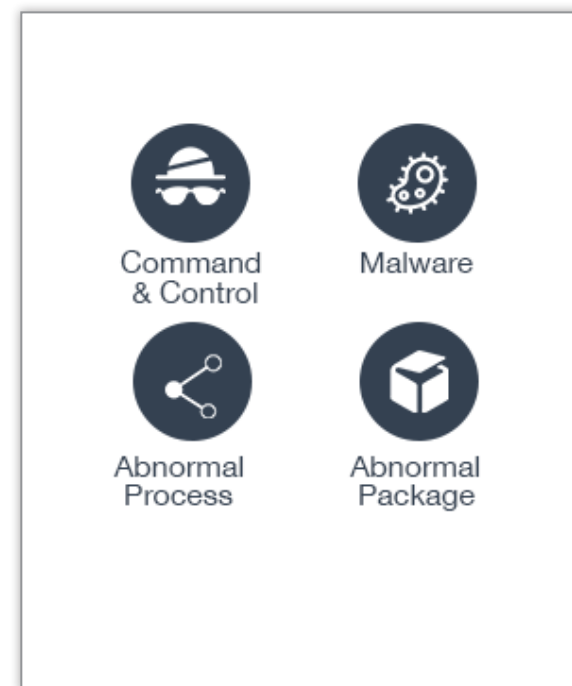 Command
& Control
Malware
Abnormal
Process
Abnormal
Package